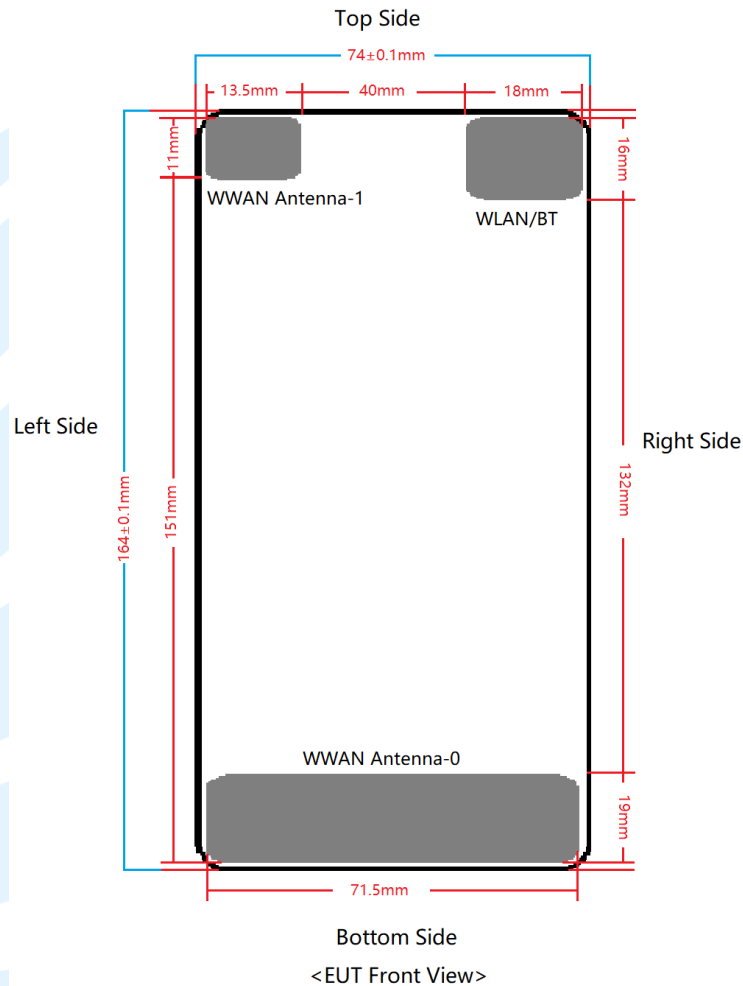 Top Side
74±0.1mm
13.5mm
40mm
18mm
11mm
16mm
WWAN Antenna-1
WLAN/BT
Left Side
Right Side
164±0.1mm
151mm
132mm
WWAN Antenna-0
19mm
71.5mm
Bottom Side
<EUT Front View>